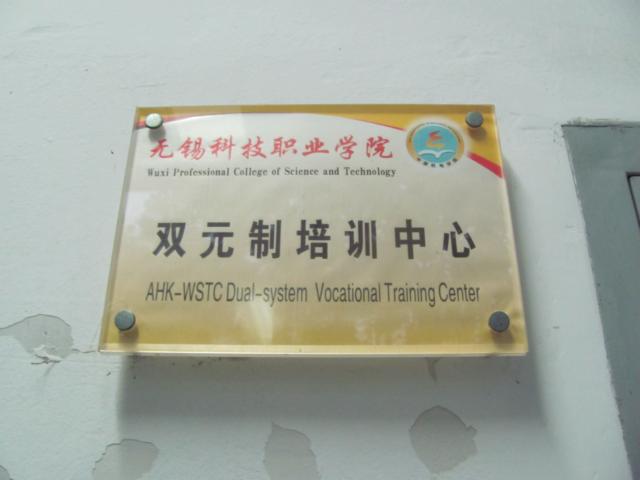 无锡科技职业学院
Wuxi Professional College of Science and Technology
双元制培训中心
AHK-WSTC Dual-system Vocational Training Center